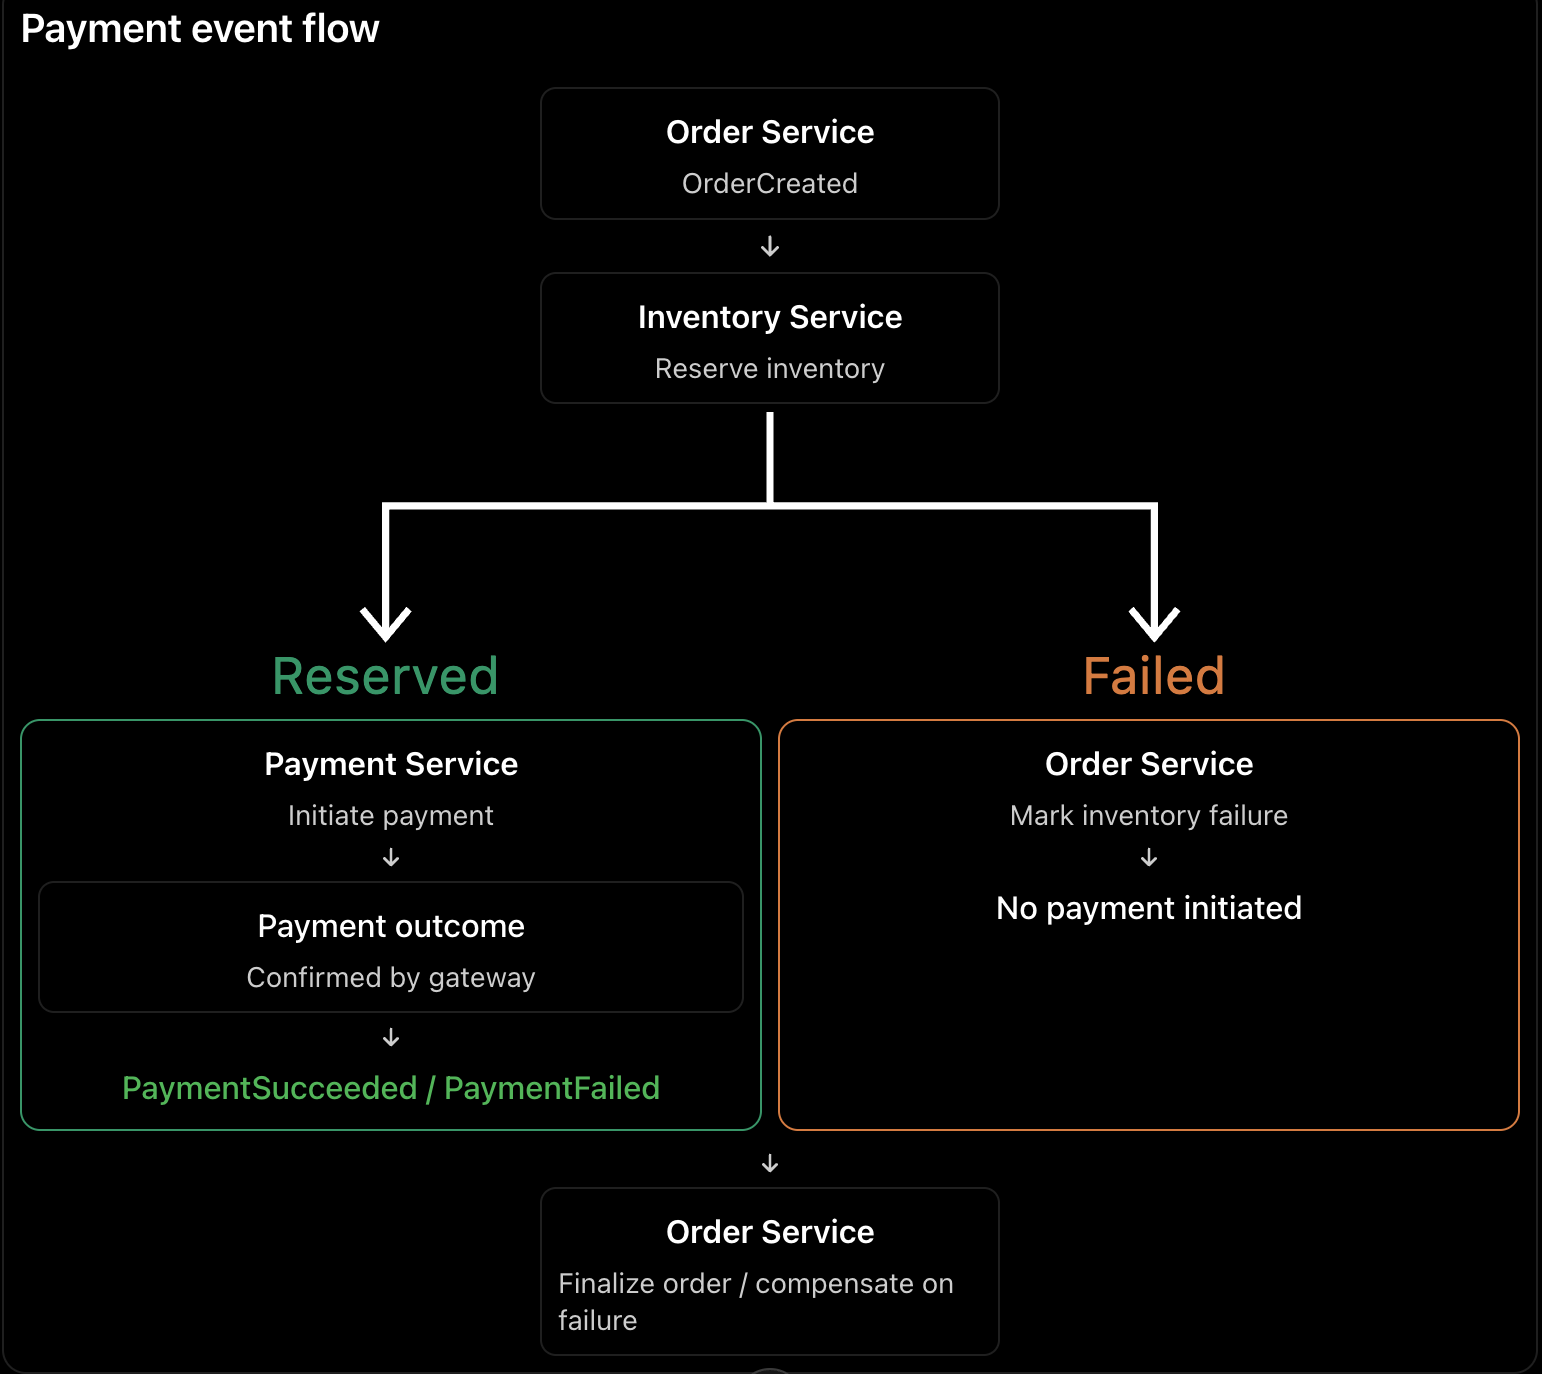 Payment event flow
Order Service
OrderCreated
Inventory Service
Reserve inventory
Reserved
Payment Service
Initiate payment
Payment outcome
Confirmed by gateway
PaymentSucceeded / PaymentFailed
Failed
Order Service
Mark inventory failure
No payment initiated
Order Service
Finalize order / compensate on
failure